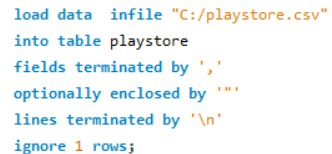 load data  infile "C:/playstore.csv"
into table playstore
fields terminated by ','
optionally enclosed by '"'
lines terminated by '\n'
ignore 1 rows;